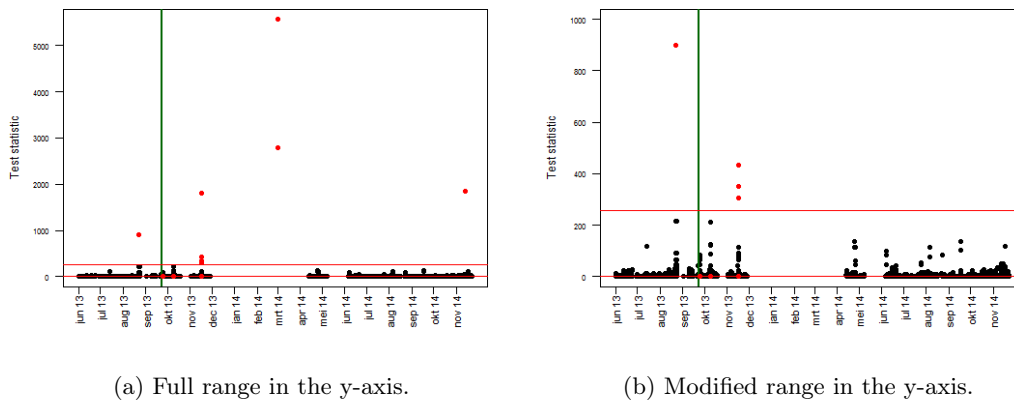 Test statistic
5000
4000
3000
2000
1000
0
jun 13
jul 13
aug 13
sep 13
okt 13
nov 13
dec 13
jan 14
feb 14
mrt 14
apr 14
mei 14
jun 14
jul 14
aug 14
sep 14
okt 14
nov 14
(a) Full range in the y-axis.
Test statistic
1000
800
600
400
200
0
jun 13
jul 13
aug 13
sep 13
okt 13
nov 13
dec 13
jan 14
feb 14
mrt 14
apr 14
mei 14
jun 14
jul 14
aug 14
sep 14
okt 14
nov 14
(b) Modified range in the y-axis.